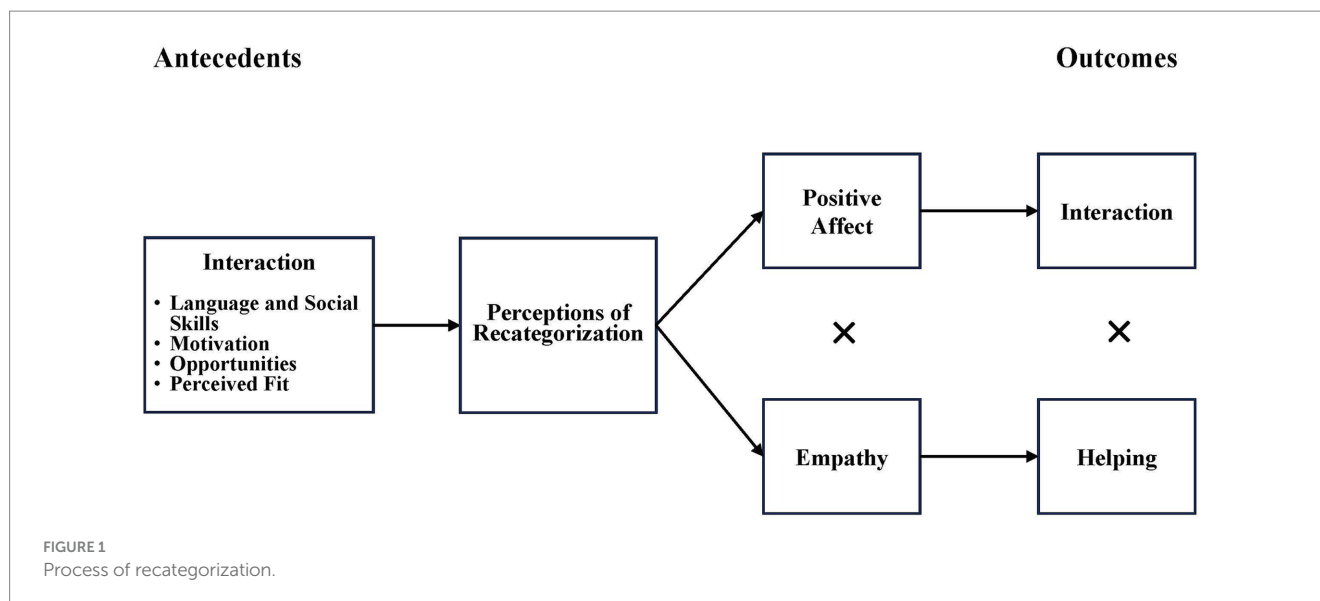 Antecedents
Outcomes
Interaction
• Language and Social
Skills
• Motivation
• Opportunities
• Perceived Fit
Perceptions of
Recategorization
Positive
Affect
Interaction
×
×
Empathy
Helping
FIGURE 1
Process of recategorization.